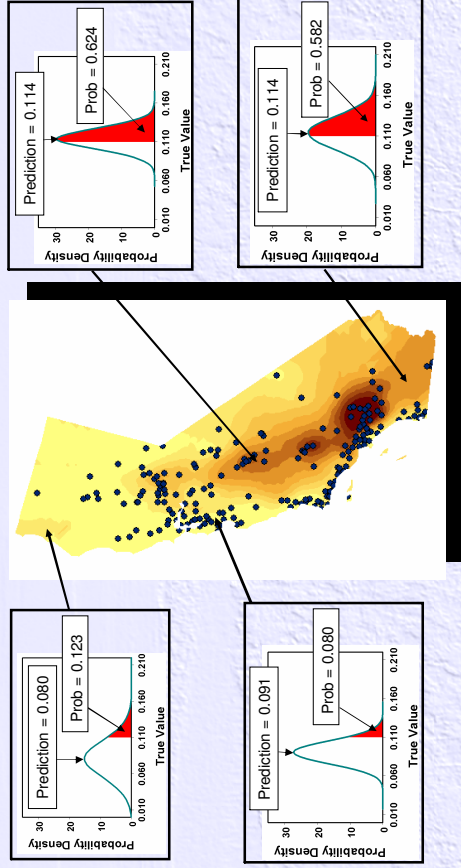 Prediction = 0.114
Prob = 0.624
Probability Density
30
20
10
0
0.010
0.060
0.110
0.160
0.210
True Value
Prediction = 0.114
Prob = 0.582
Probability Density
30
20
10
0
0.010
0.060
0.110
0.160
0.210
True Value
Prediction = 0.080
Prob = 0.123
Probability Density
30
20
10
0
0.010
0.060
0.110
0.160
0.210
True Value
Prediction = 0.091
Prob = 0.080
Probability Density
30
20
10
0
0.010
0.060
0.110
0.160
0.210
True Value